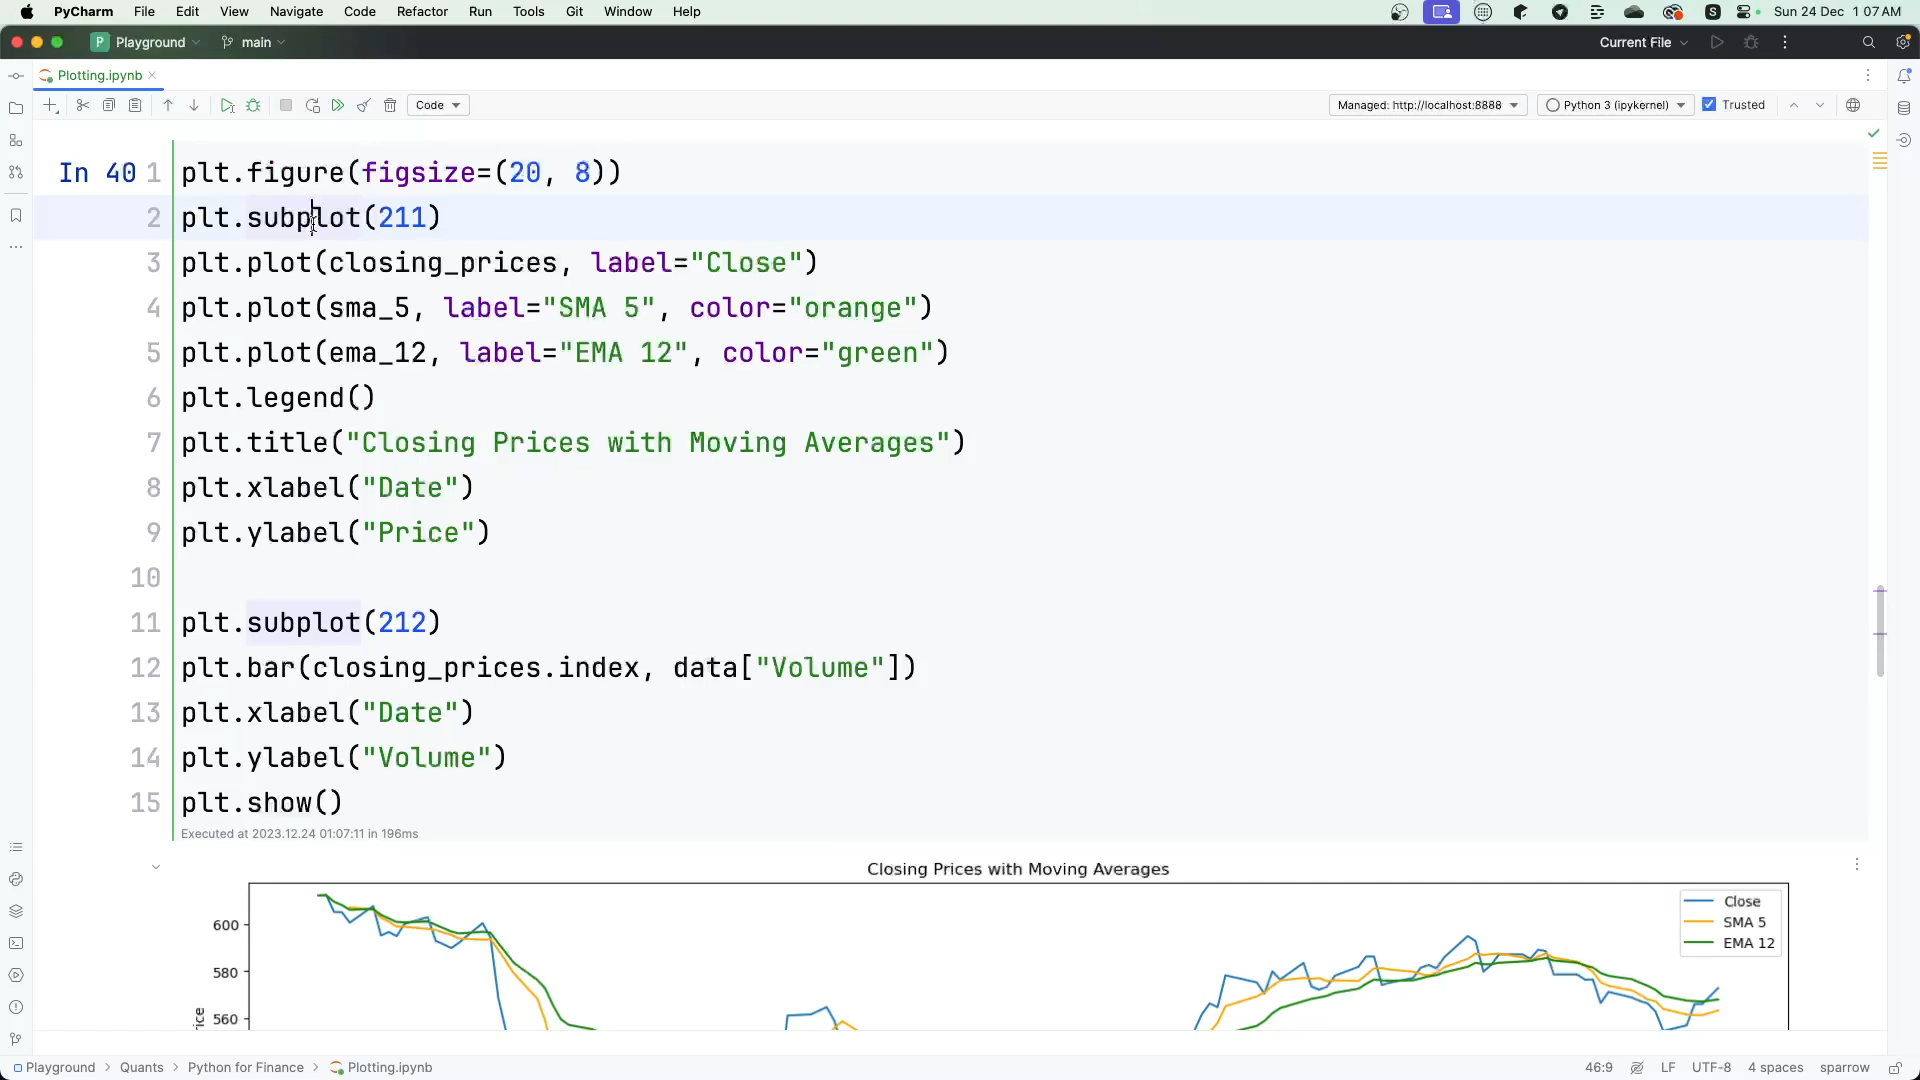 PyCharm File Edit View Navigate Code Refactor Run Tools Git Window Help Sun 24 Dec 1 07 AM
P Playground main Current File
Plotting.ipynb
Code Managed: http://localhost:8888 Python 3 (ipykernel) Trusted
In 40 1 plt.figure(figsize=(20, 8))
2 plt.subplot(211)
3 plt.plot(closing_prices, label="Close")
4 plt.plot(sma_5, label="SMA 5", color="orange")
5 plt.plot(ema_12, label="EMA 12", color="green")
6 plt.legend()
7 plt.title("Closing Prices with Moving Averages")
8 plt.xlabel("Date")
9 plt.ylabel("Price")
10
11 plt.subplot(212)
12 plt.bar(closing_prices.index, data["Volume"])
13 plt.xlabel("Date")
14 plt.ylabel("Volume")
15 plt.show()
Executed at 2023.12.24 01:07:11 in 196ms
Closing Prices with Moving Averages
Close
600
SMA 5
EMA 12
580
560
Playground > Quants > Python for Finance > Plotting.ipynb 46:9 LF UTF-8 4 spaces sparrow